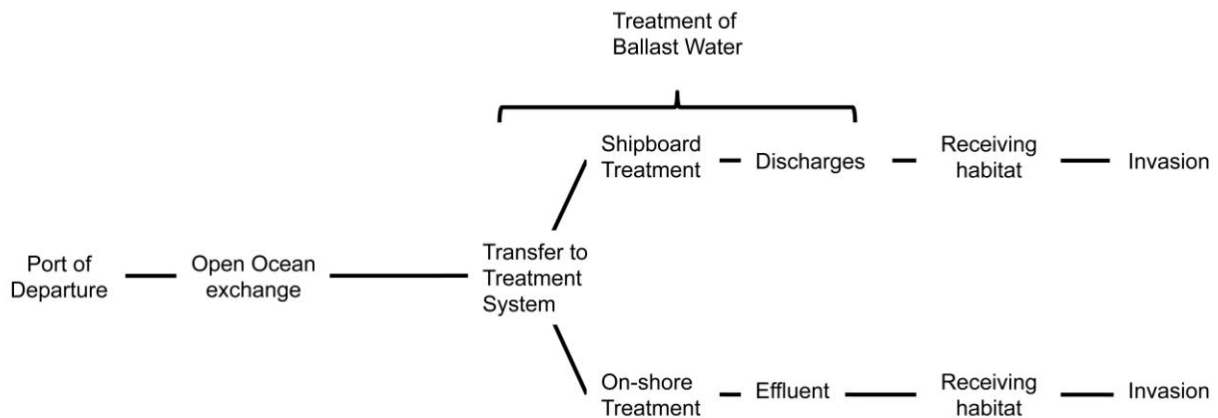 Treatment of
Ballast Water
Shipboard
Treatment
Discharges
Receiving
habitat
Invasion
Port of
Departure
Open Ocean
exchange
Transfer to
Treatment
System
On-shore
Treatment
Effluent
Receiving
habitat
Invasion